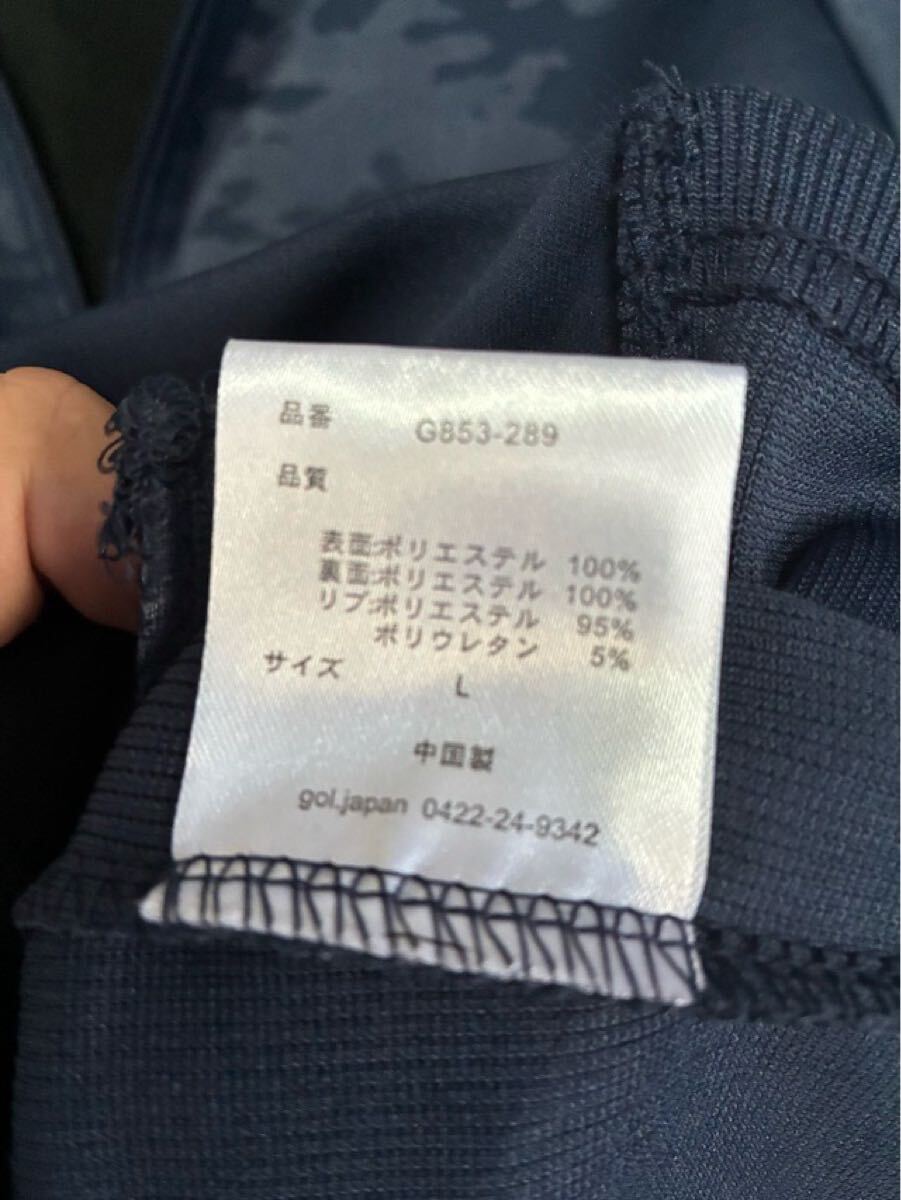 品番 G853-289
品質
表面:ポリエステル 100%
裏面:ポリエステル 100%
リブ:ポリエステル 95%
ポリウレタン 5%
サイズ L
中国製
gol.japan 0422-24-9342